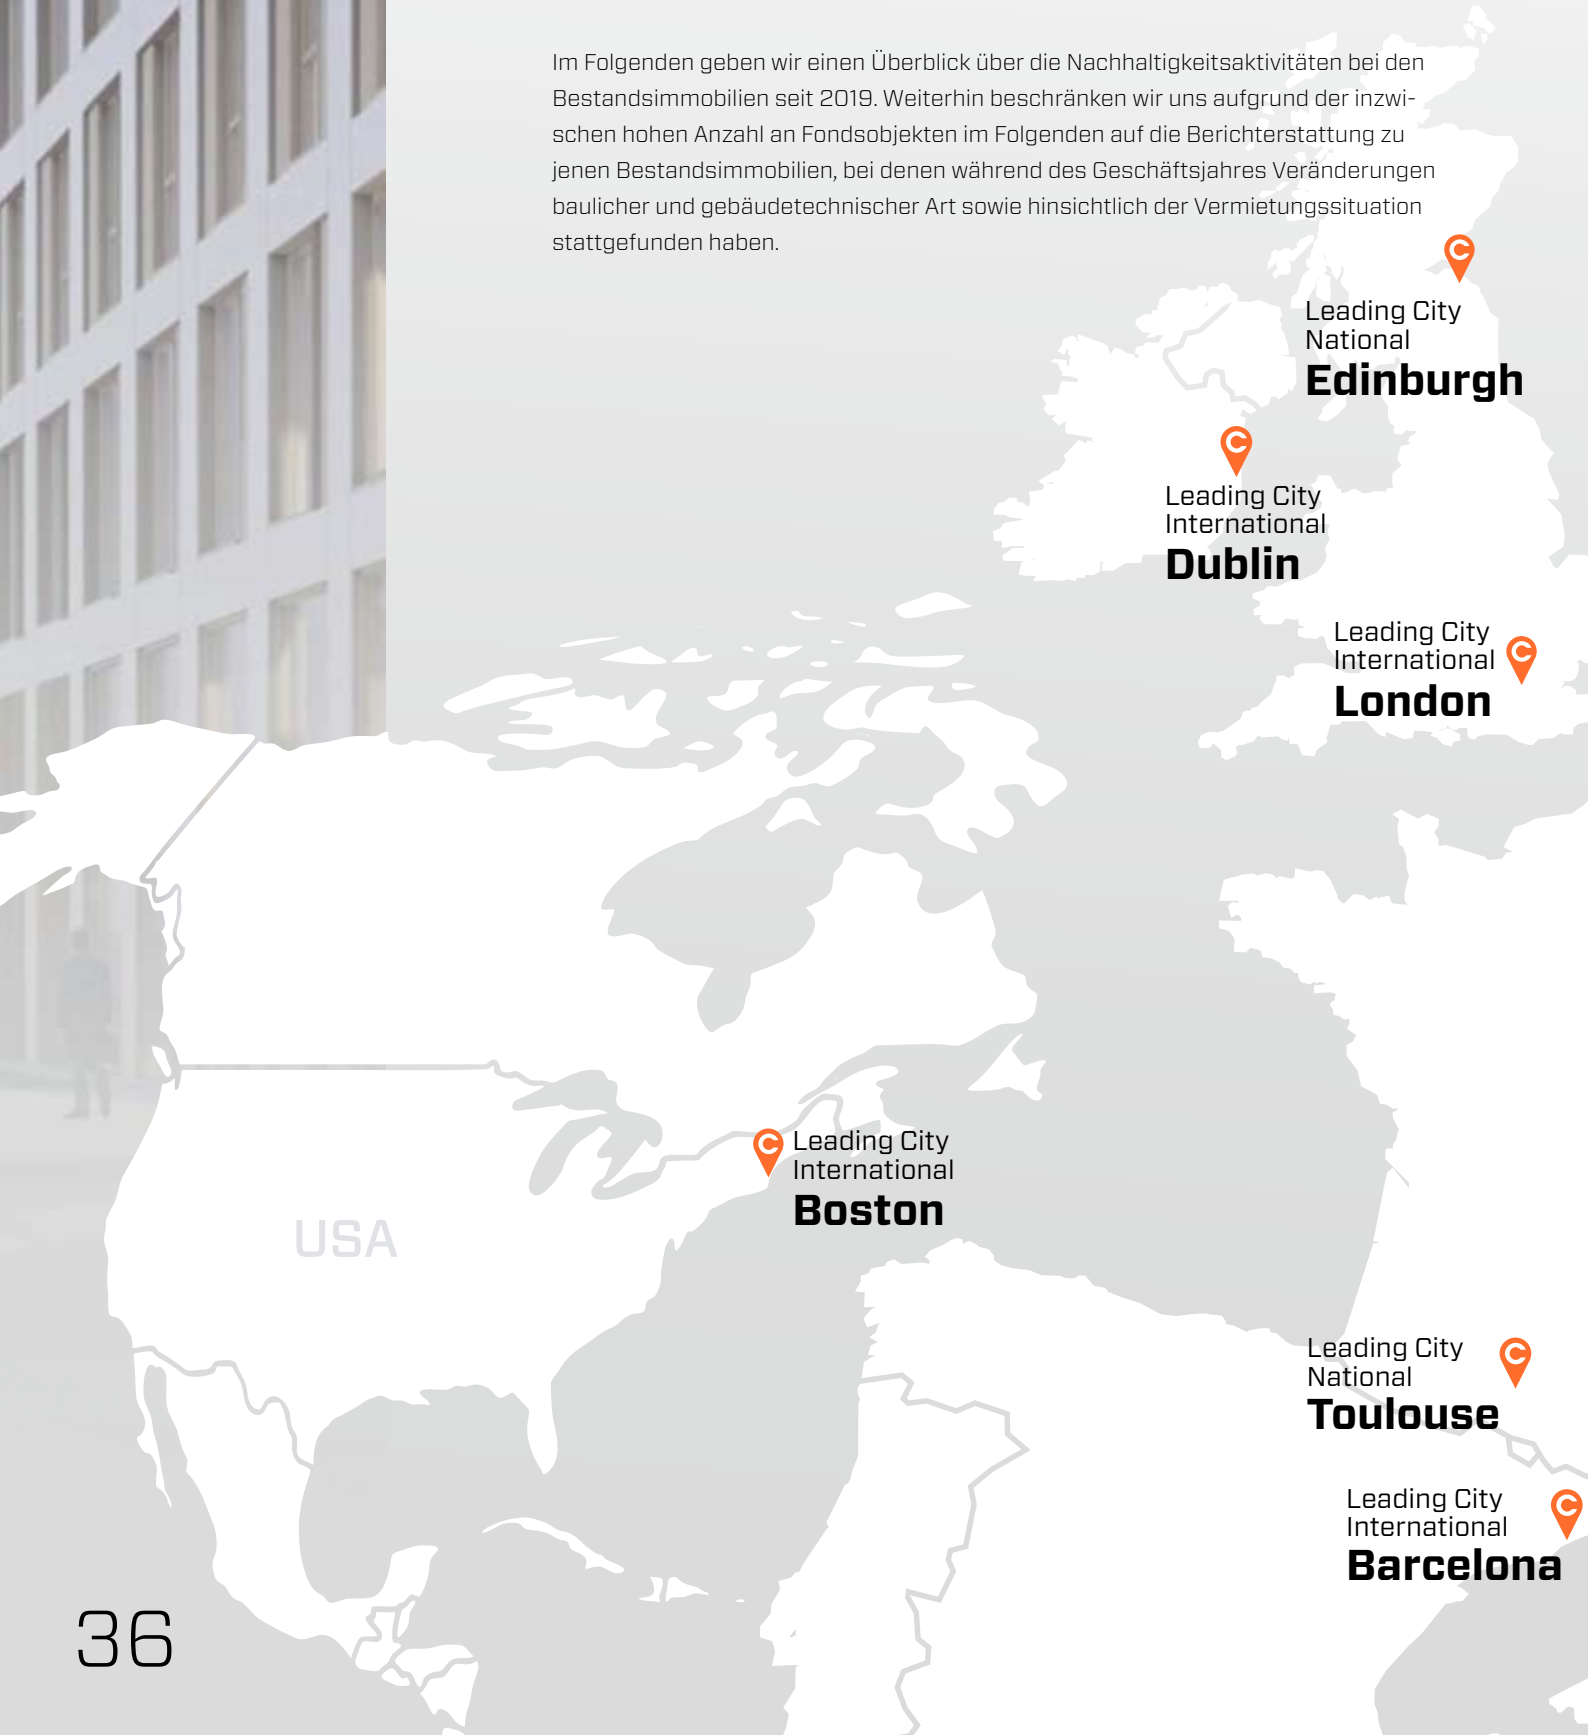 Im Folgenden geben wir einen Überblick über die Nachhaltigkeitsaktivitäten bei den
Bestandsimmobilien seit 2019. Weiterhin beschränken wir uns aufgrund der inzwi-
schen hohen Anzahl an Fondsobjekten im Folgenden auf die Berichterstattung zu
jenen Bestandsimmobilien, bei denen während des Geschäftsjahres Veränderungen
baulicher und gebäudetechnischer Art sowie hinsichtlich der Vermietungssituation
stattgefunden haben.
C
Leading City
National
Edinburgh
C
Leading City
International
Dublin
Leading City
International
C
London
C
Leading City
International
Boston
USA
Leading City
National
C
Toulouse
Leading City
International
C
Barcelona
36